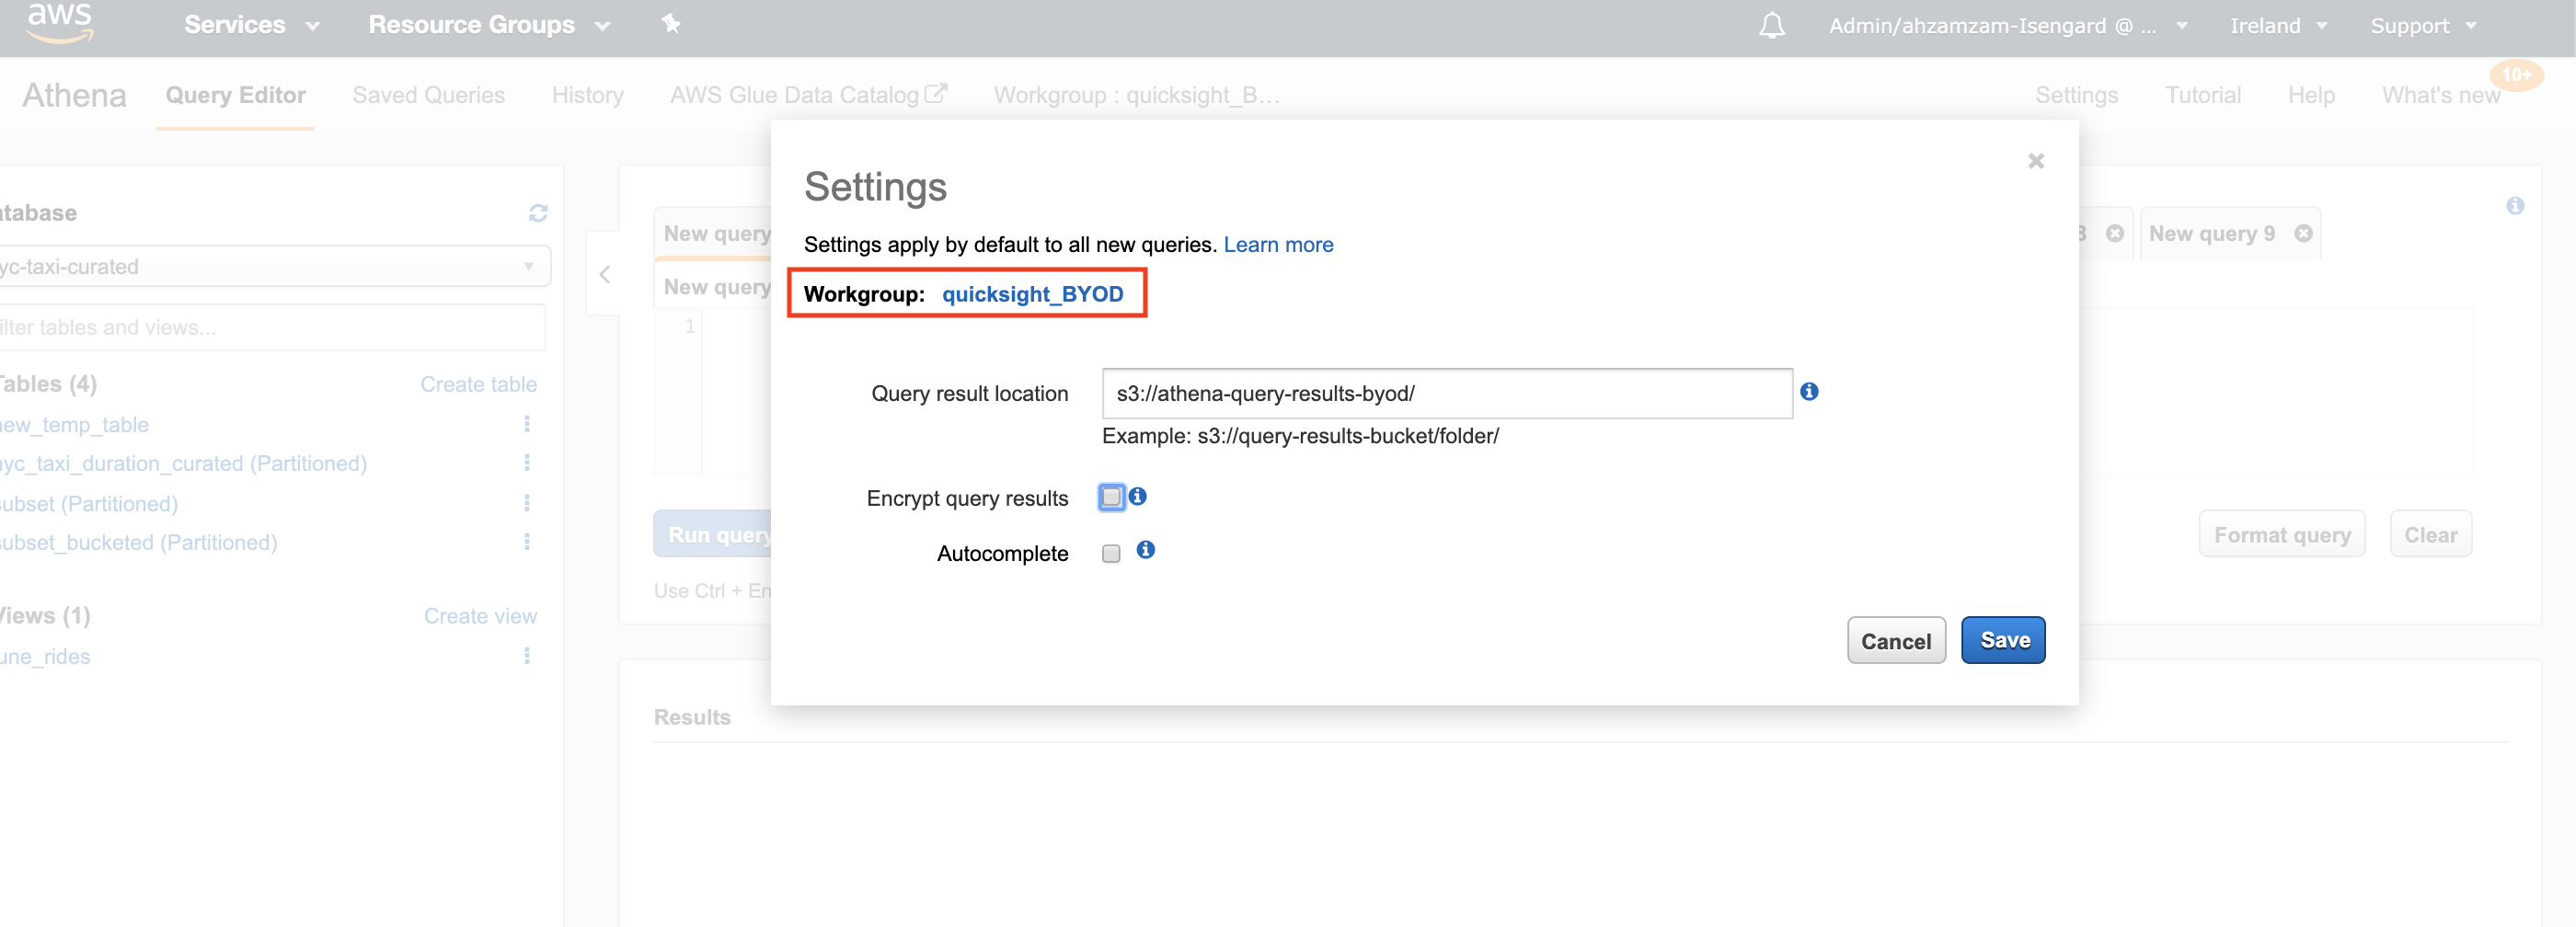 aws Services Resource Groups Admin/ahzamzam-Isengard @ ... Ireland Support
Athena Query Editor Saved Queries History AWS Glue Data Catalog Workgroup : quicksight_B... Settings Tutorial Help What's new 10+
Settings
Settings apply by default to all new queries. Learn more
Workgroup: quicksight_BYOD
Query result location s3://athena-query-results-byod/
Example: s3://query-results-bucket/folder/
Encrypt query results
Autocomplete
Cancel Save
atabase
yc-taxi-curated
ilter tables and views...
Tables (4) Create table
new_temp_table
nyc_taxi_duration_curated (Partitioned)
subset (Partitioned)
subset_bucketed (Partitioned)
Views (1) Create view
une_rides
New query
New query 9
New query
1
Run query
Use Ctrl + En
Format query Clear
Results